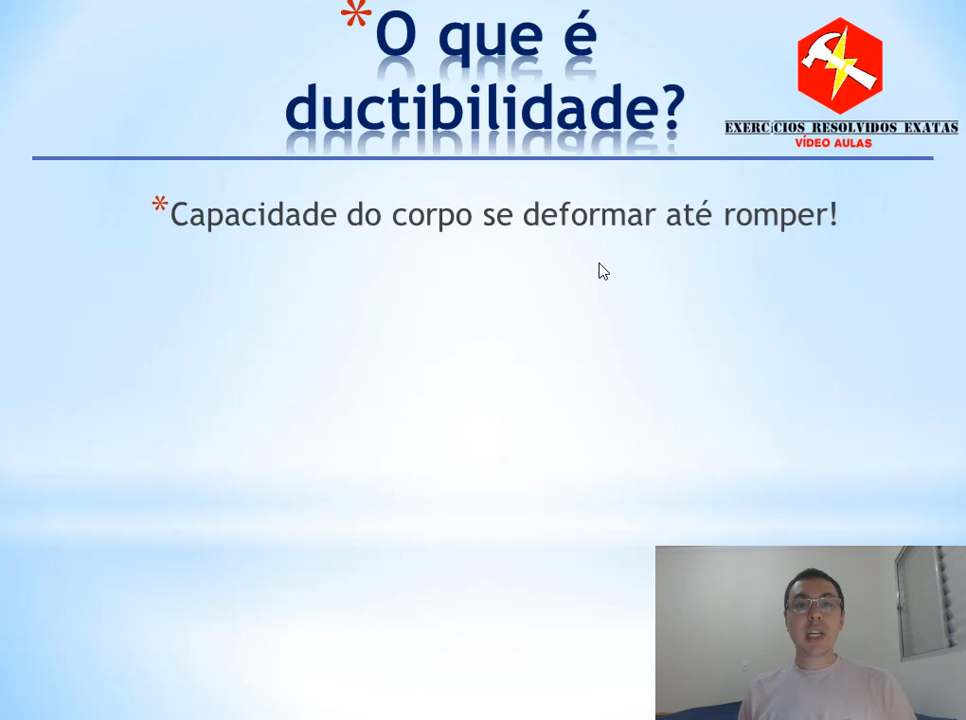 *O que é
ductibilidade?
EXERCÍCIOS RESOLVIDOS EXATAS
VÍDEO AULAS
*Capacidade do corpo se deformar até romper!